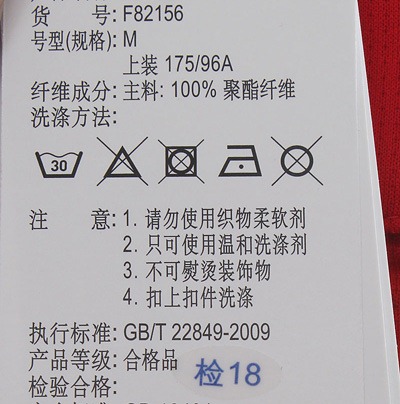 货 号: F82156
号型(规格): M
上装 175/96A
纤维成分: 主料: 100% 聚酯纤维
洗涤方法:
30
注 意: 1. 请勿使用织物柔软剂
2. 只可使用温和洗涤剂
3. 不可熨烫装饰物
4. 扣上扣件洗涤
执行标准: GB/T 22849-2009
产品等级: 合格品
检验合格: 检18